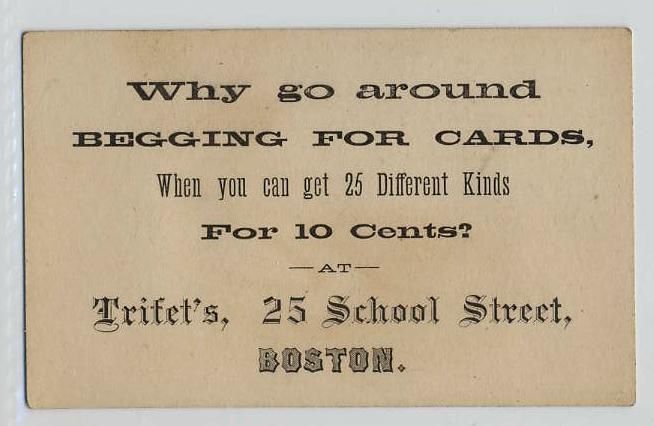 Why go around
BEGGING FOR CARDS,
When you can get 25 Different Kinds
For 10 Cents?
—AT—
Trifet's, 25 School Street,
BOSTON.